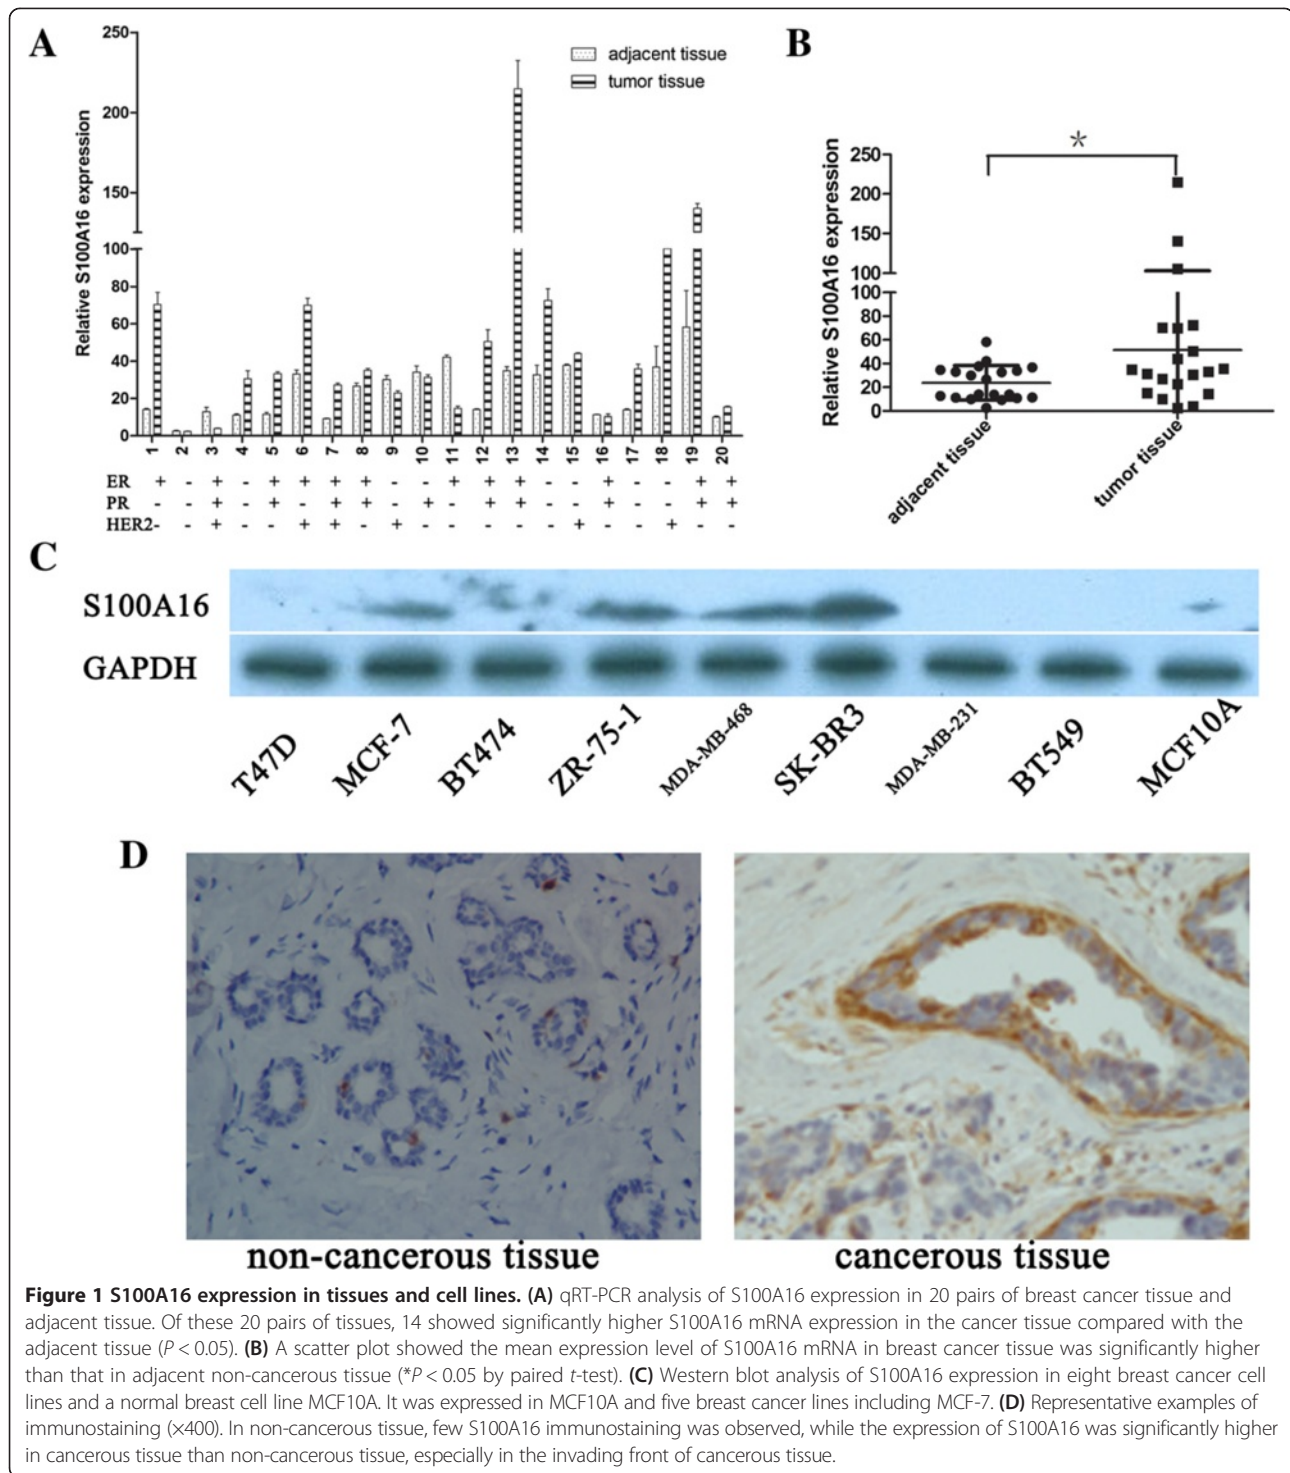 A
250
200
150
100
80
60
40
20
0
Relative S100A16 expression
adjacent tissue
tumor tissue
1 2 3 4 5 6 7 8 9 10 11 12 13 14 15 16 17 18 19 20
ER + - + - + + + + - - + + + - - + - - + +
PR - - + - + - + + - + - + + - - + - - + +
HER2- - + - - + + - + - - - - - + - - + - -
B
*
250
200
150
100
100
80
60
40
20
0
Relative S100A16 expression
adjacent tissue
tumor tissue
C
S100A16
GAPDH
T47D
MCF-7
BT474
ZR-75-1
MDA-MB-468
SK-BR3
MDA-MB-231
BT549
MCF10A
D
non-cancerous tissue
cancerous tissue
Figure 1 S100A16 expression in tissues and cell lines. (A) qRT-PCR analysis of S100A16 expression in 20 pairs of breast cancer tissue and
adjacent tissue. Of these 20 pairs of tissues, 14 showed significantly higher S100A16 mRNA expression in the cancer tissue compared with the
adjacent tissue (P < 0.05). (B) A scatter plot showed the mean expression level of S100A16 mRNA in breast cancer tissue was significantly higher
than that in adjacent non-cancerous tissue (*P < 0.05 by paired t-test). (C) Western blot analysis of S100A16 expression in eight breast cancer cell
lines and a normal breast cell line MCF10A. It was expressed in MCF10A and five breast cancer lines including MCF-7. (D) Representative examples of
immunostaining (×400). In non-cancerous tissue, few S100A16 immunostaining was observed, while the expression of S100A16 was significantly higher
in cancerous tissue than non-cancerous tissue, especially in the invading front of cancerous tissue.